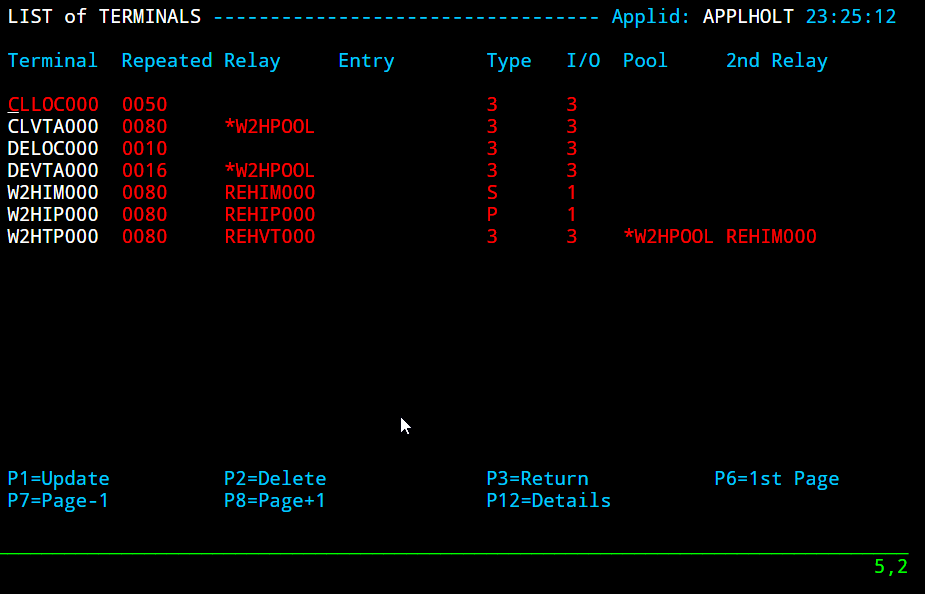 LIST of TERMINALS ---------------------------------- Applid: APPLHOLT 23:25:12
Terminal Repeated Relay Entry Type I/O Pool 2nd Relay
CLLOC000 0050 3 3
CLVTA000 0080 *W2HPOOL 3 3
DELOC000 0010 3 3
DEVTA000 0016 *W2HPOOL 3 3
W2HIM000 0080 REHIM000 S 1
W2HIP000 0080 REHIP000 P 1
W2HTP000 0080 REHVT000 3 3 *W2HPOOL REHIM000
P1=Update P2=Delete P3=Return P6=1st Page
P7=Page-1 P8=Page+1 P12=Details
5,2